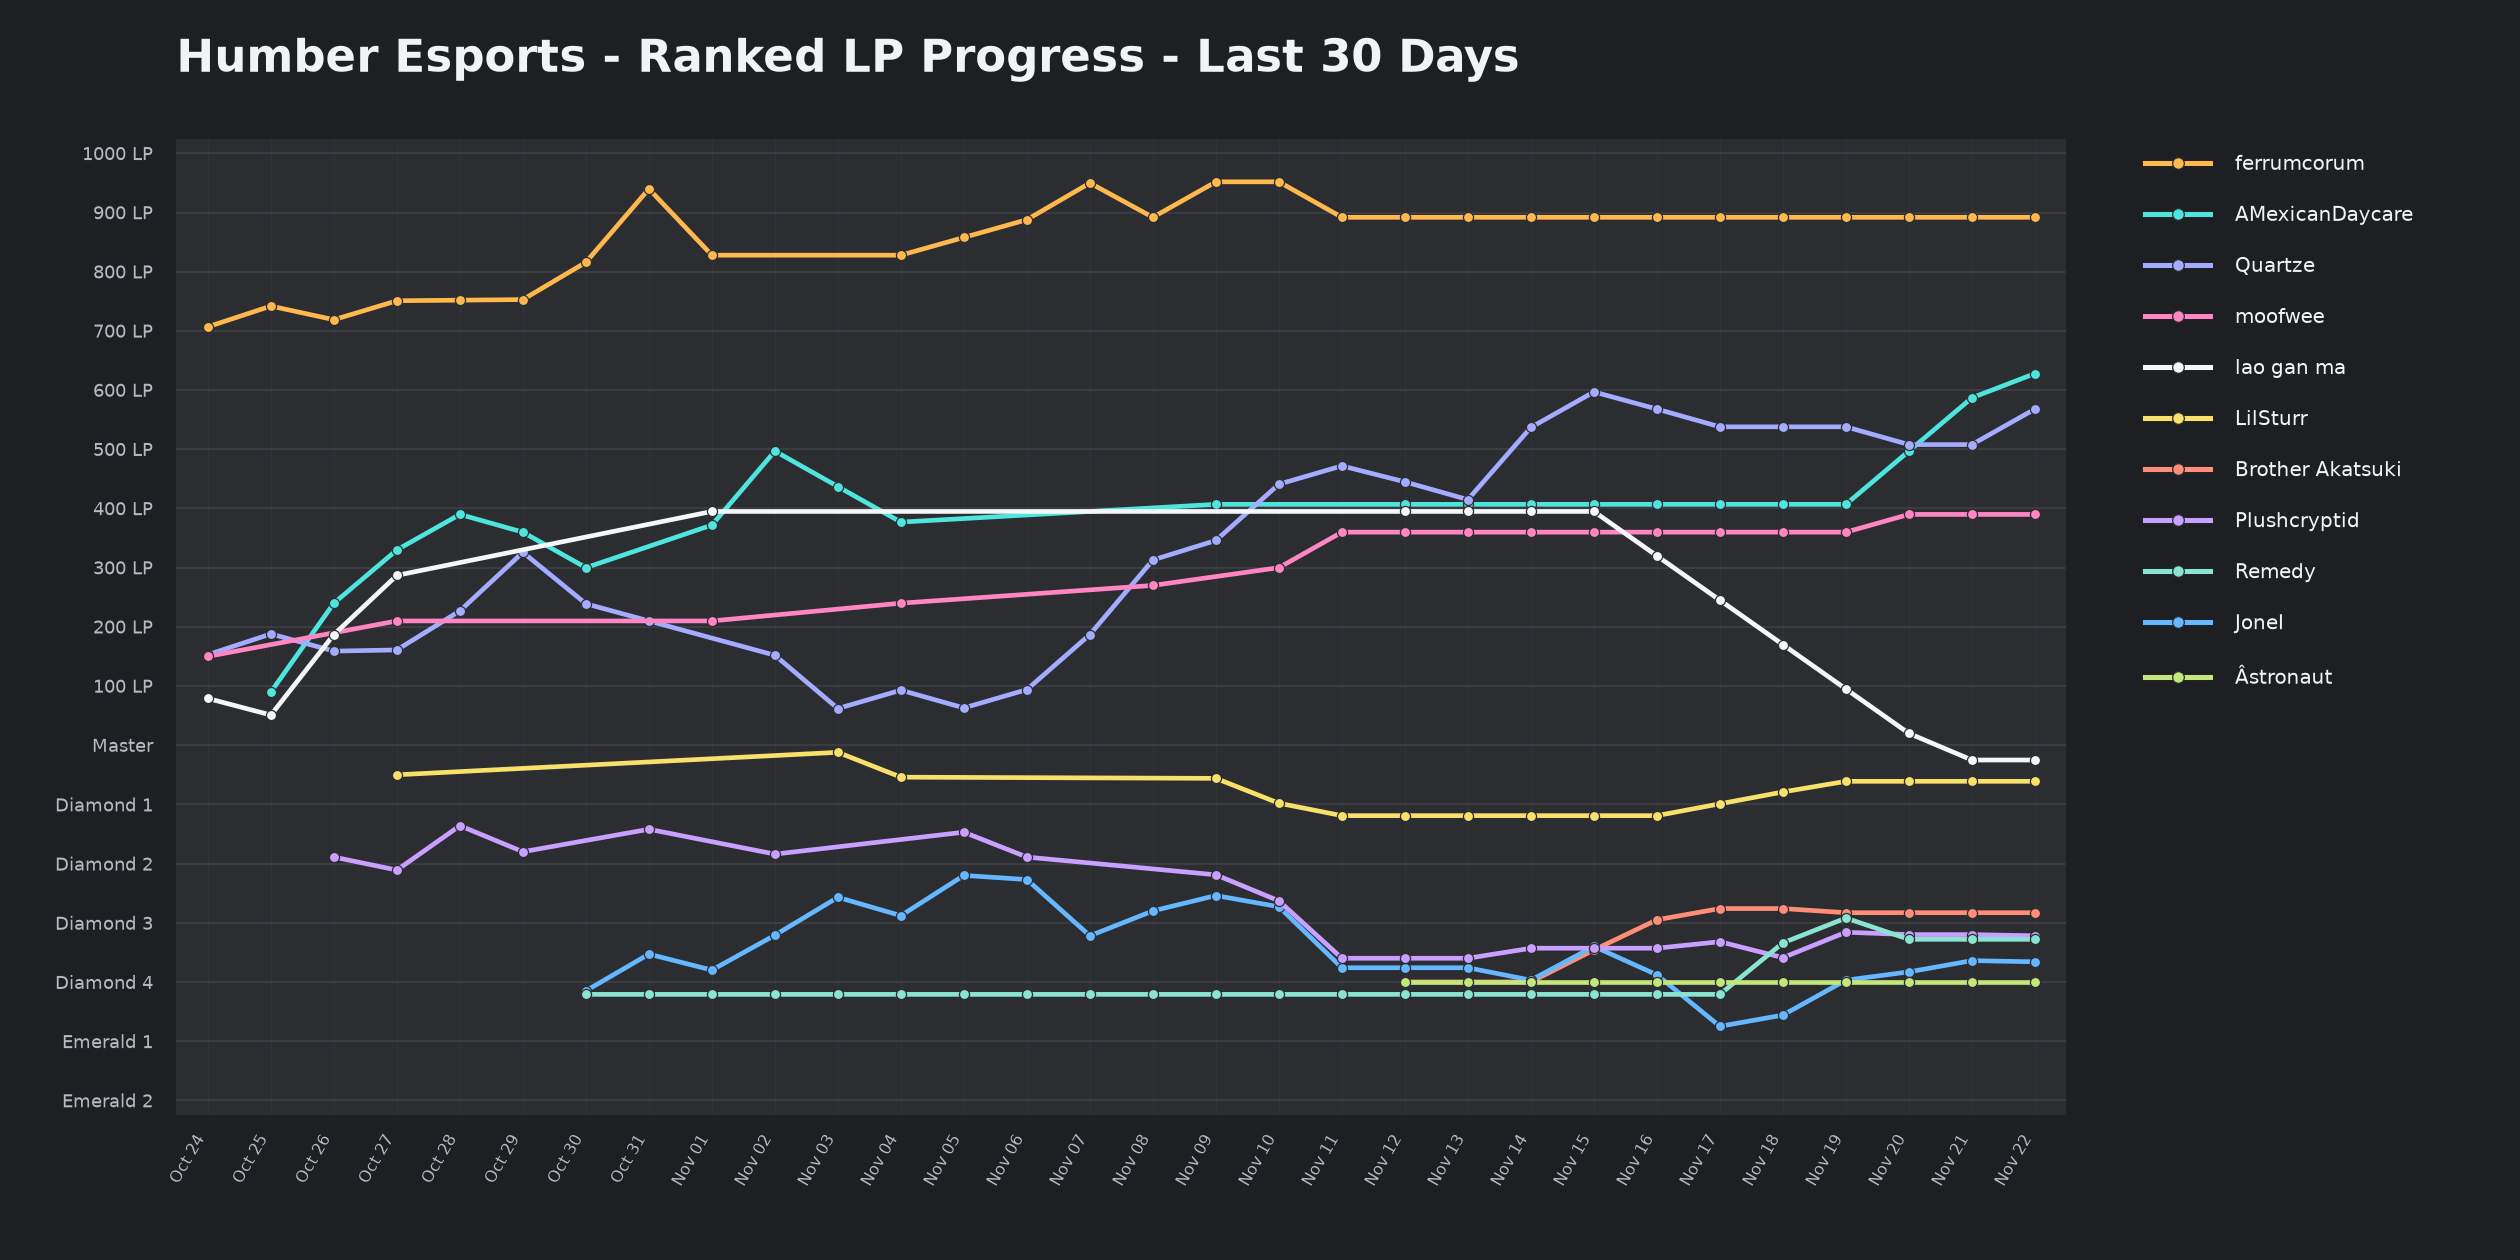 Humber Esports - Ranked LP Progress - Last 30 Days
1000 LP
900 LP
800 LP
700 LP
600 LP
500 LP
400 LP
300 LP
200 LP
100 LP
Master
Diamond 1
Diamond 2
Diamond 3
Diamond 4
Emerald 1
Emerald 2
Oct 24
Oct 25
Oct 26
Oct 27
Oct 28
Oct 29
Oct 30
Oct 31
Nov 01
Nov 02
Nov 03
Nov 04
Nov 05
Nov 06
Nov 07
Nov 08
Nov 09
Nov 10
Nov 11
Nov 12
Nov 13
Nov 14
Nov 15
Nov 16
Nov 17
Nov 18
Nov 19
Nov 20
Nov 21
Nov 22
ferrumcorum
AMexicanDaycare
Quartze
moofwee
lao gan ma
LilSturr
Brother Akatsuki
Plushcryptid
Remedy
Jonel
Âstronaut